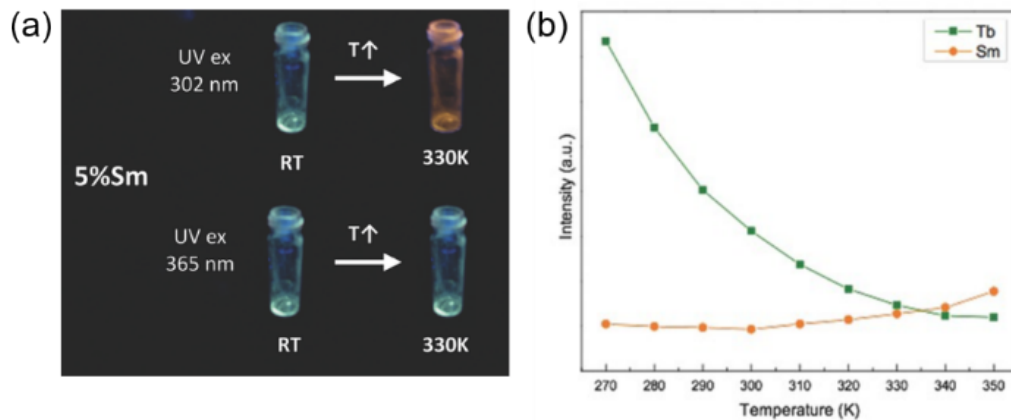 (a)
UV ex
302 nm
T↑
RT
330K
5%Sm
UV ex
365 nm
T↑
RT
330K
(b)
Tb
Sm
Intensity (a.u.)
270 280 290 300 310 320 330 340 350
Temperature (K)